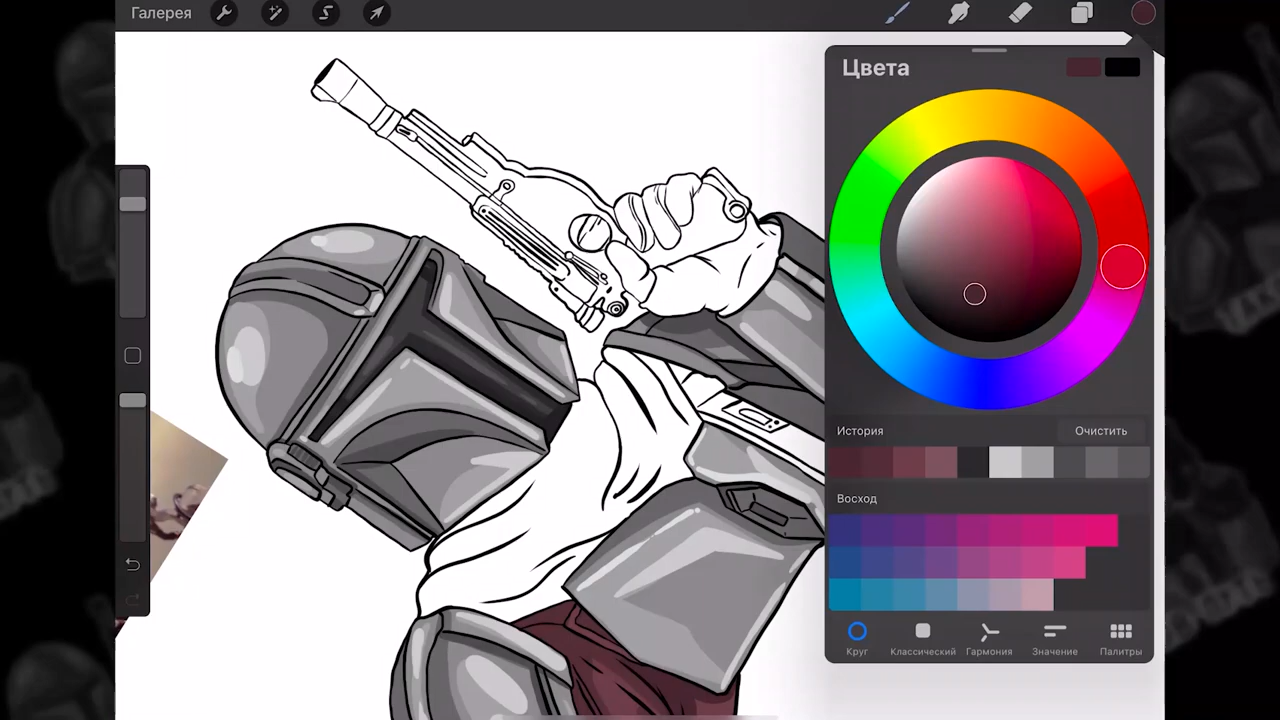 Галерея
Цвета
История
Очистить
Восход
Круг
Классический
Гармония
Значение
Палитры